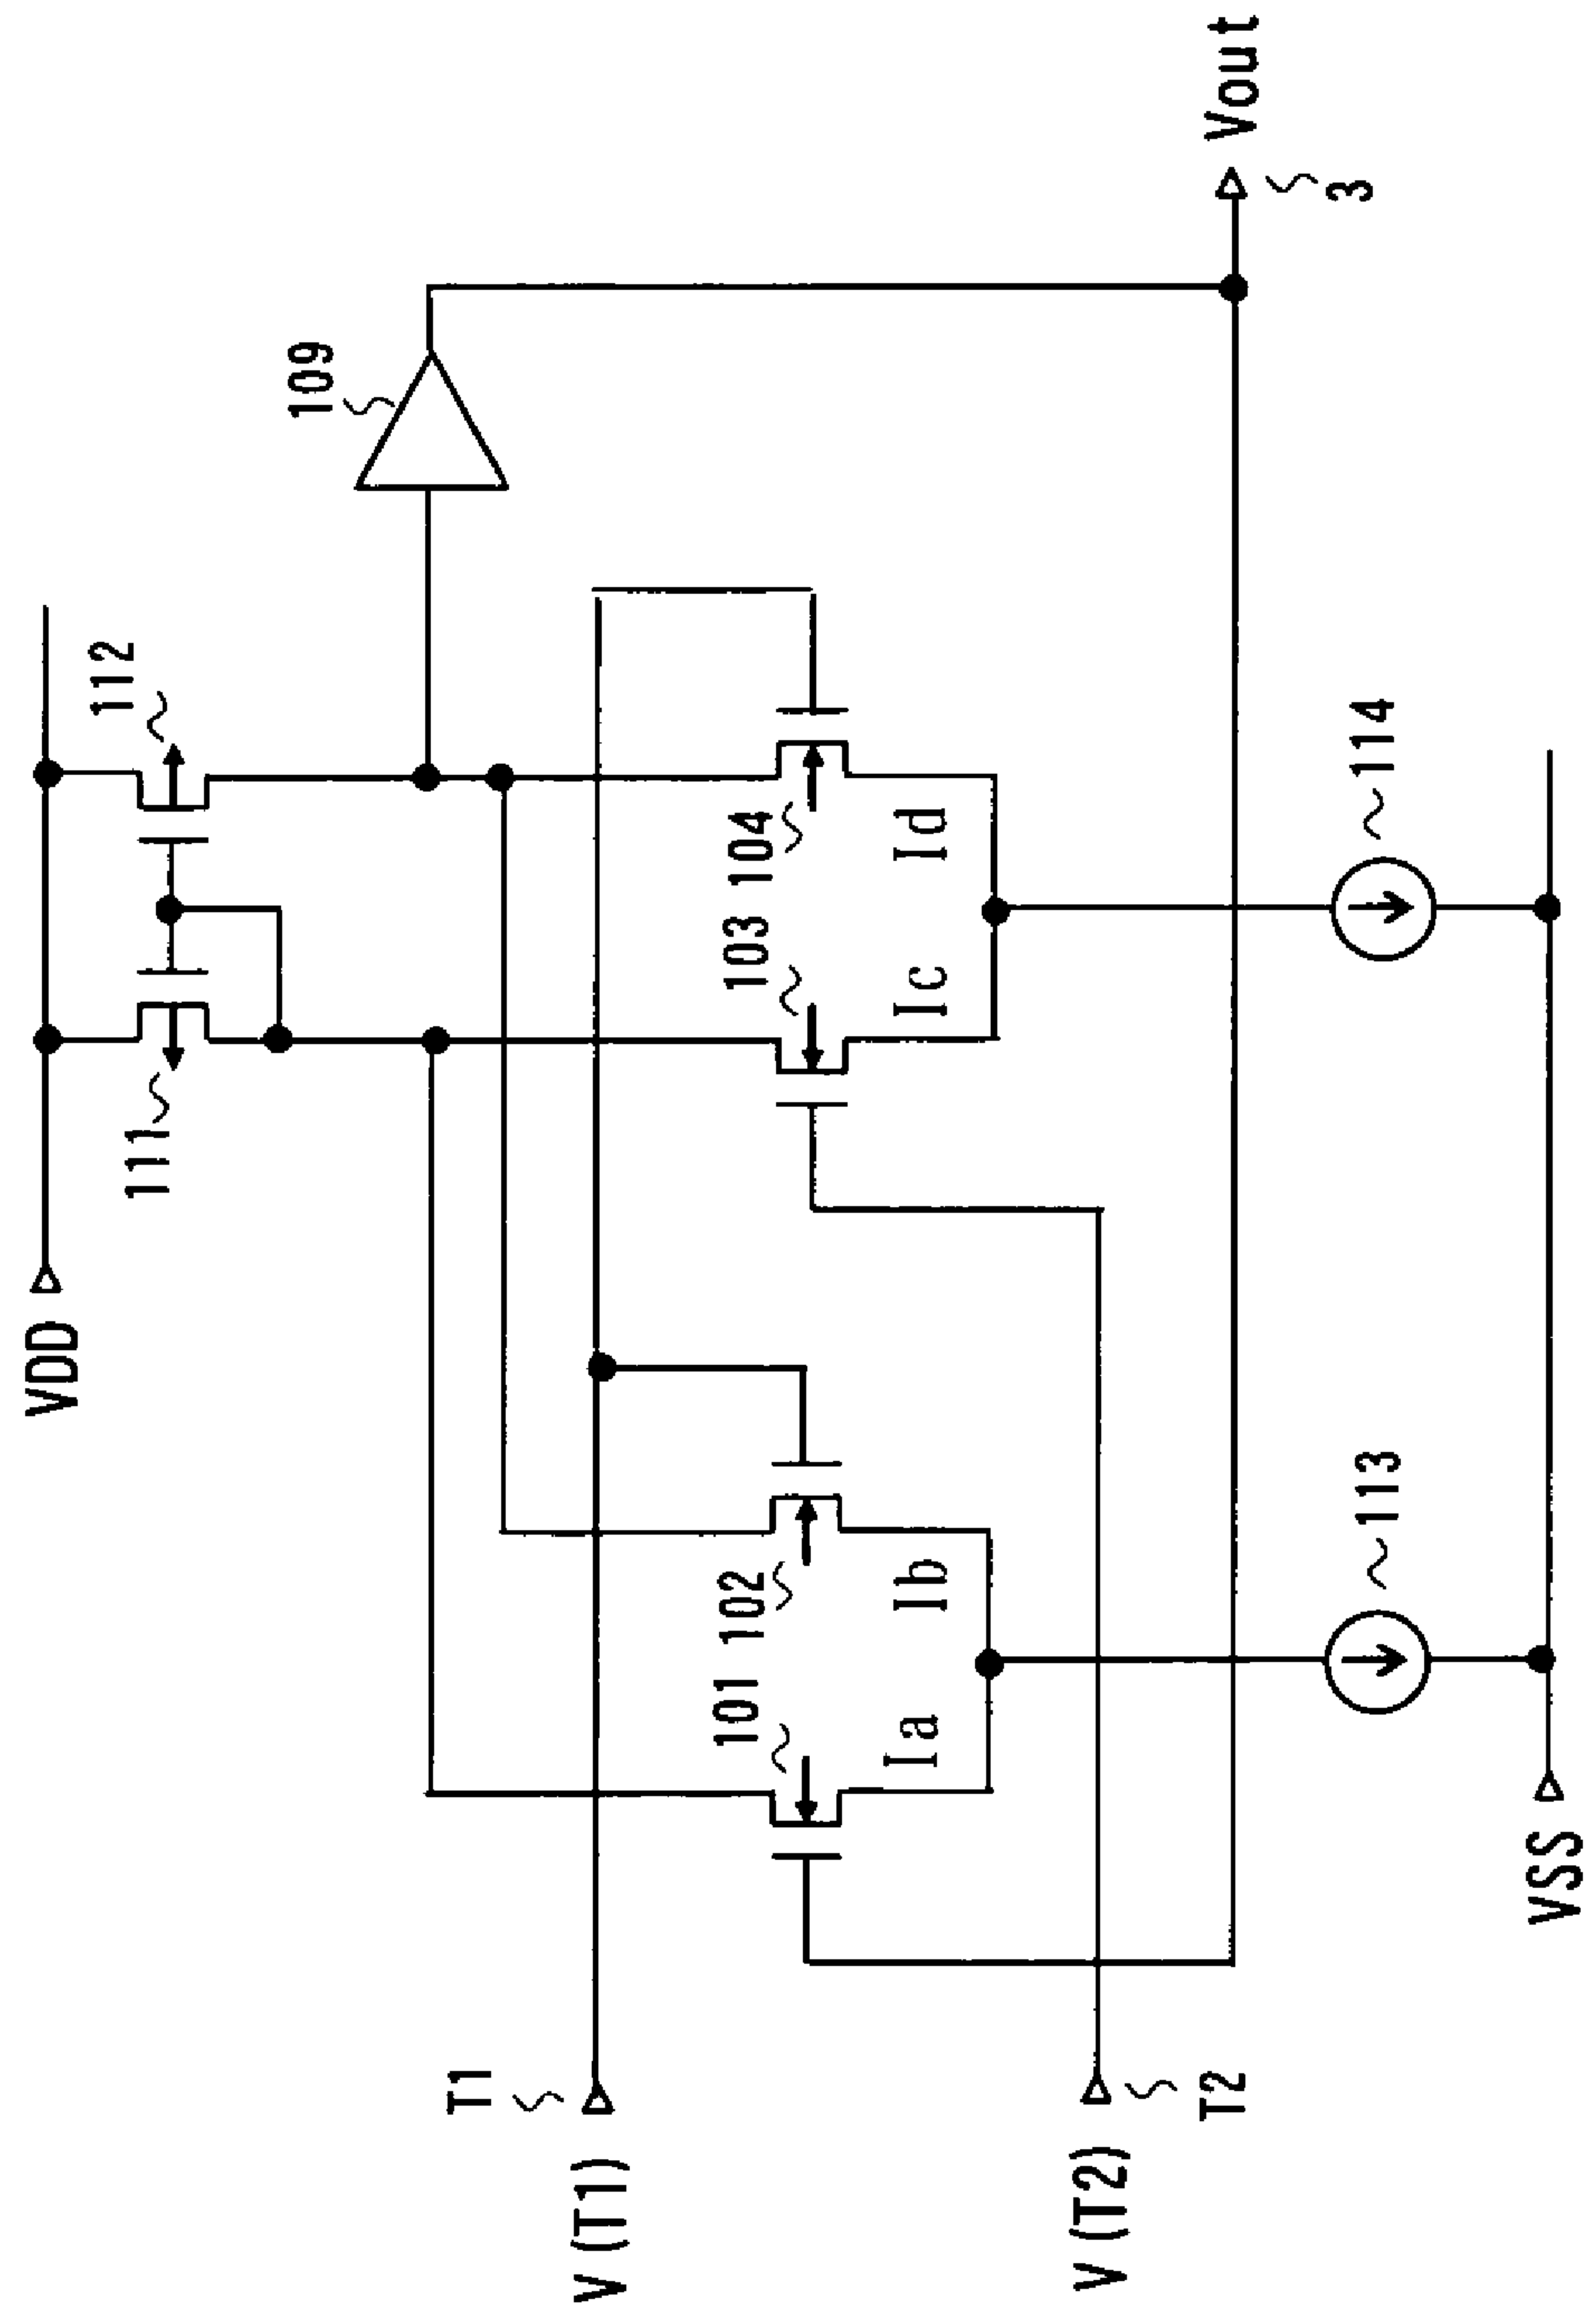 VDD
111
112
109
T1
V (T1)
101
102
103
104
Ia
Ib
Ic
Id
V (T2)
T2
Vout
3
113
114
VSS